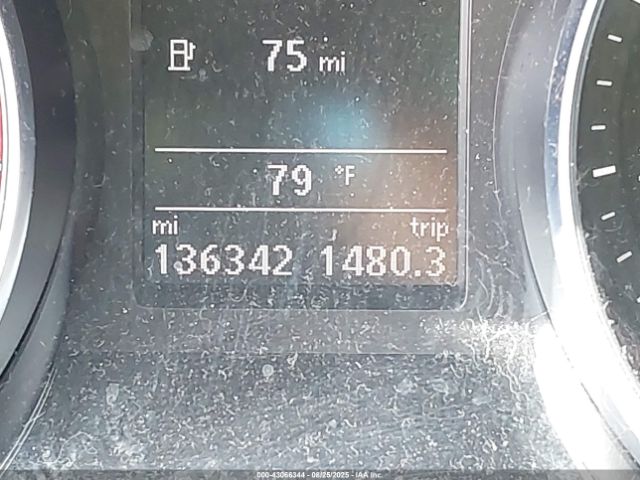 75 mi
79 °F
mi trip
136342 1480.3
000-43066344 - 08/25/2025 - IAA Inc.